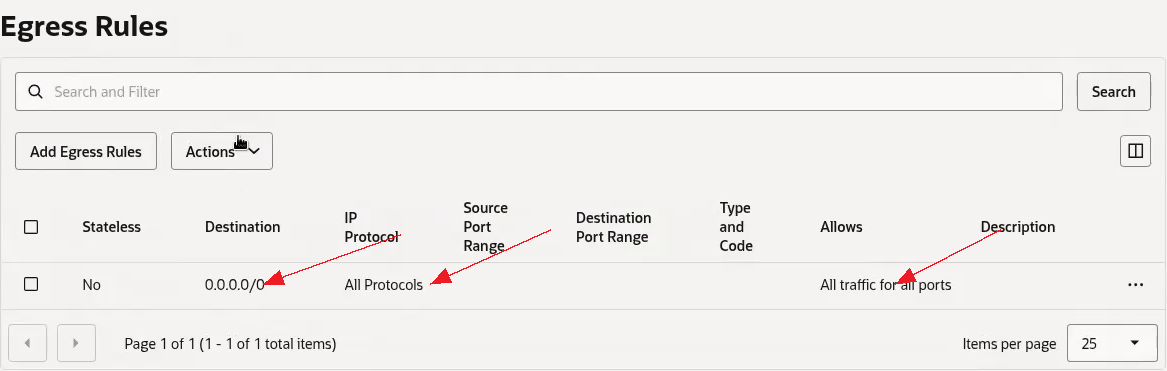 Egress Rules
Search and Filter
Search
Add Egress Rules
Actions
Stateless
Destination
IP
Protocol
Source
Port
Range
Destination
Port Range
Type
and
Code
Allows
Description
No
0.0.0.0/0
All Protocols
All traffic for all ports
Page 1 of 1 (1 - 1 of 1 total items)
Items per page
25